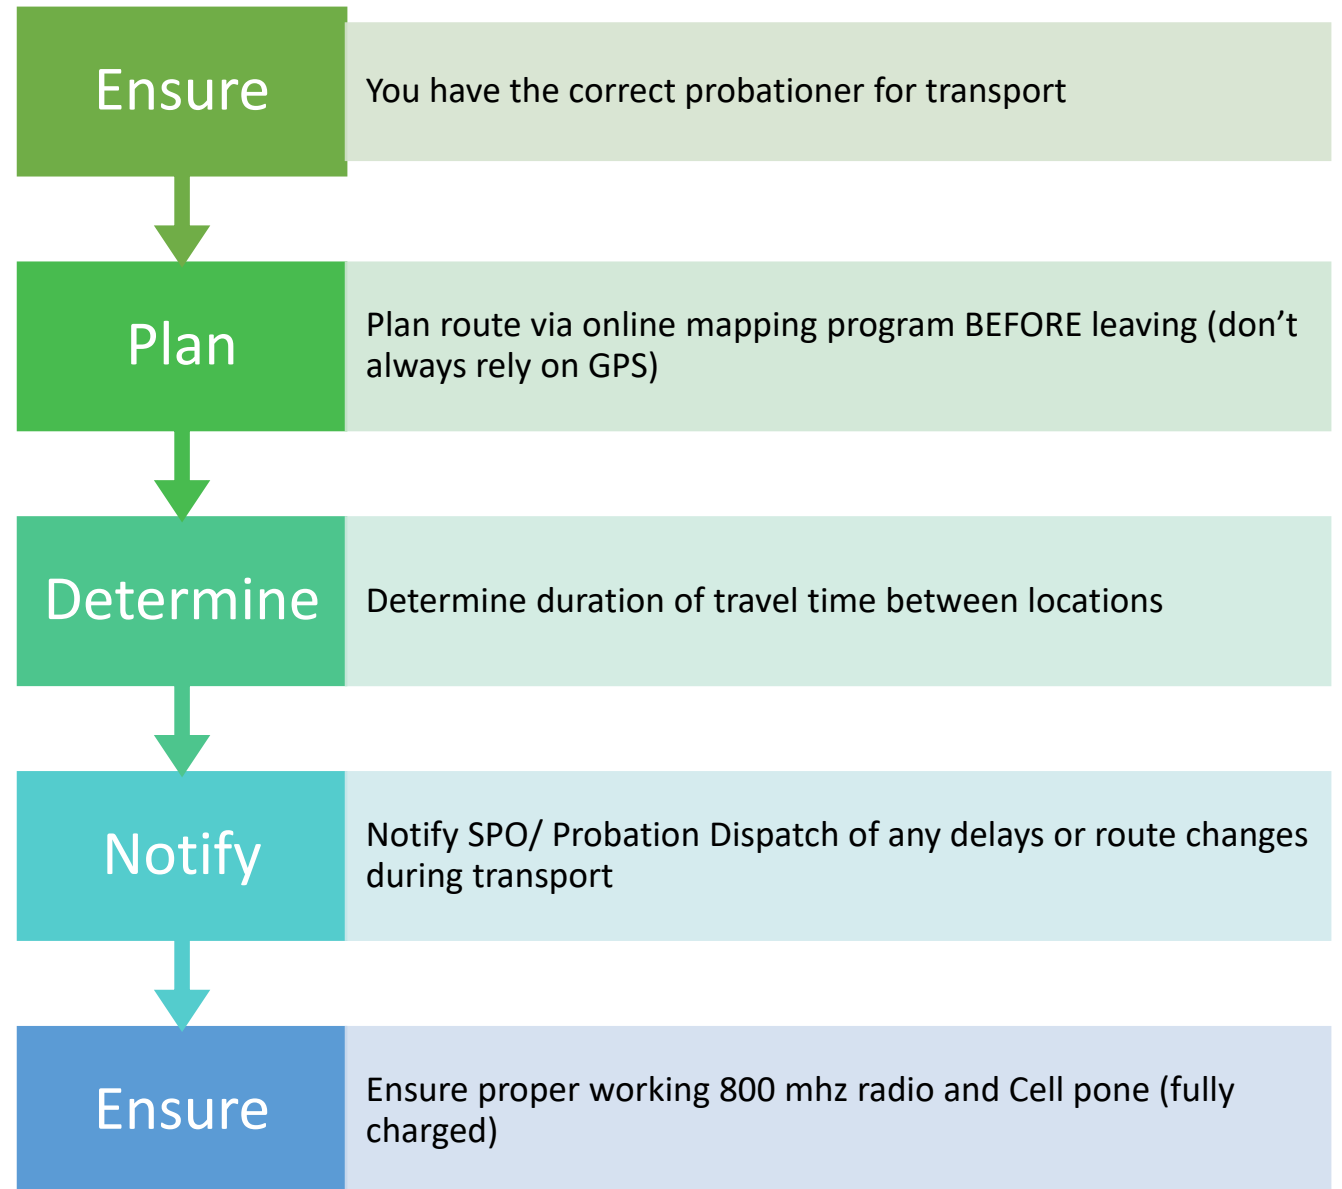 Ensure
You have the correct probationer for transport
Plan
Plan route via online mapping program BEFORE leaving (don’t
always rely on GPS)
Determine
Determine duration of travel time between locations
Notify
Notify SPO/ Probation Dispatch of any delays or route changes
during transport
Ensure
Ensure proper working 800 mhz radio and Cell pone (fully
charged)